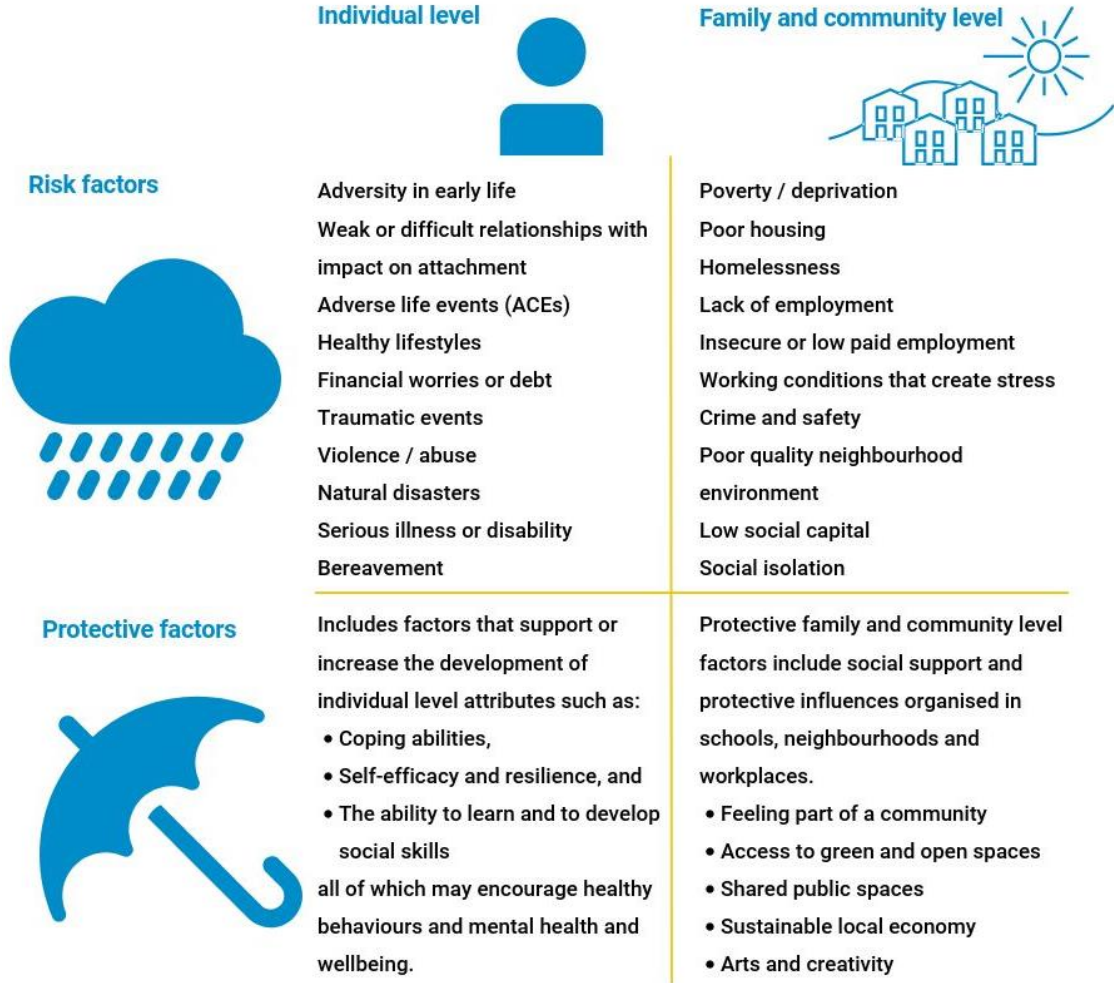 Individual level
Family and community level
Risk factors
Adversity in early life
Weak or difficult relationships with
impact on attachment
Adverse life events (ACEs)
Healthy lifestyles
Financial worries or debt
Traumatic events
Violence / abuse
Natural disasters
Serious illness or disability
Bereavement
Poverty / deprivation
Poor housing
Homelessness
Lack of employment
Insecure or low paid employment
Working conditions that create stress
Crime and safety
Poor quality neighbourhood
environment
Low social capital
Social isolation
Protective factors
Includes factors that support or
increase the development of
individual level attributes such as:
• Coping abilities,
• Self-efficacy and resilience, and
• The ability to learn and to develop
social skills
all of which may encourage healthy
behaviours and mental health and
wellbeing.
Protective family and community level
factors include social support and
protective influences organised in
schools, neighbourhoods and
workplaces.
• Feeling part of a community
• Access to green and open spaces
• Shared public spaces
• Sustainable local economy
• Arts and creativity